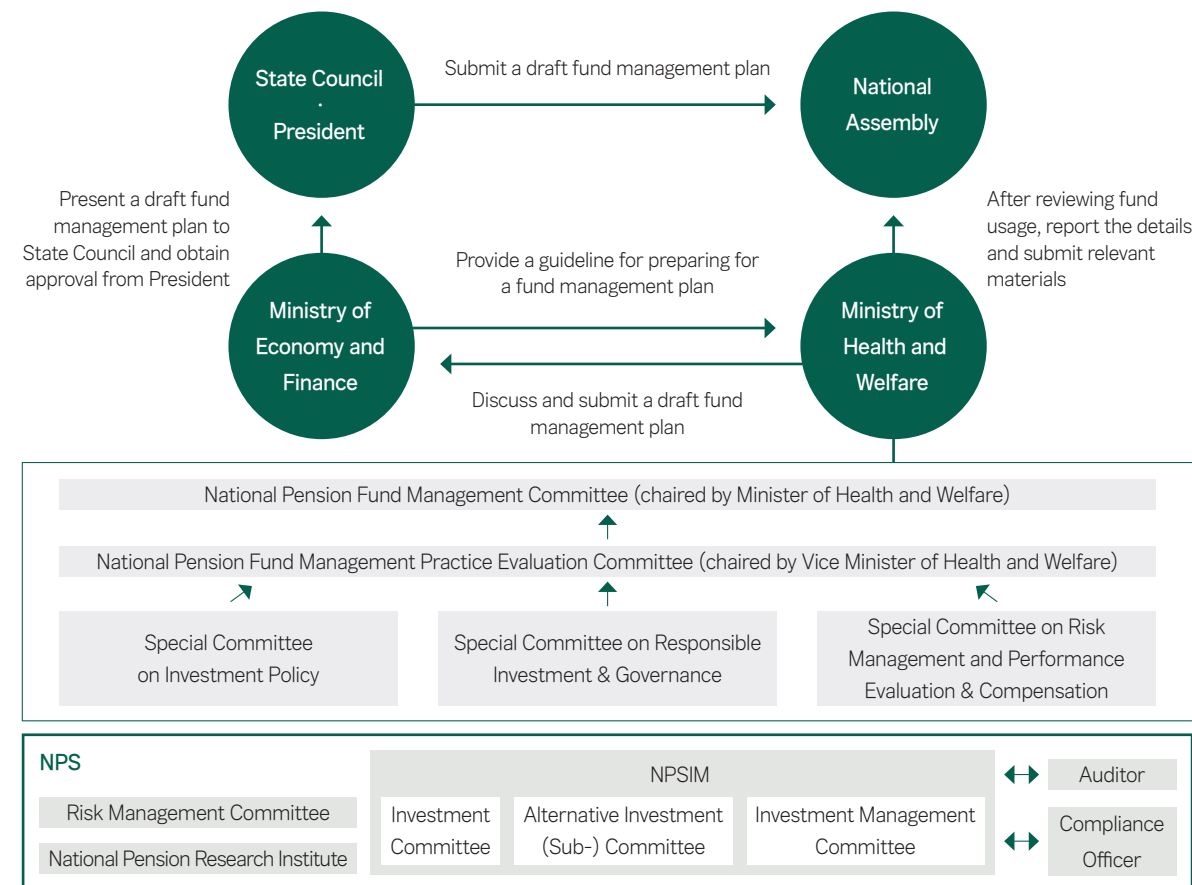 State Council
·
President
Submit a draft fund management plan
National
Assembly
Present a draft fund
management plan to
State Council and obtain
approval from President
After reviewing fund
usage, report the details
and submit relevant
materials
Provide a guideline for preparing for
a fund management plan
Ministry of
Economy and
Finance
Ministry of
Health and
Welfare
Discuss and submit a draft fund
management plan
National Pension Fund Management Committee (chaired by Minister of Health and Welfare)
National Pension Fund Management Practice Evaluation Committee (chaired by Vice Minister of Health and Welfare)
Special Committee
on Investment Policy
Special Committee on Responsible
Investment & Governance
Special Committee on Risk
Management and Performance
Evaluation & Compensation
NPS
Risk Management Committee
National Pension Research Institute
NPSIM
Investment
Committee
Alternative Investment
(Sub-) Committee
Investment Management
Committee
Auditor
Compliance
Officer